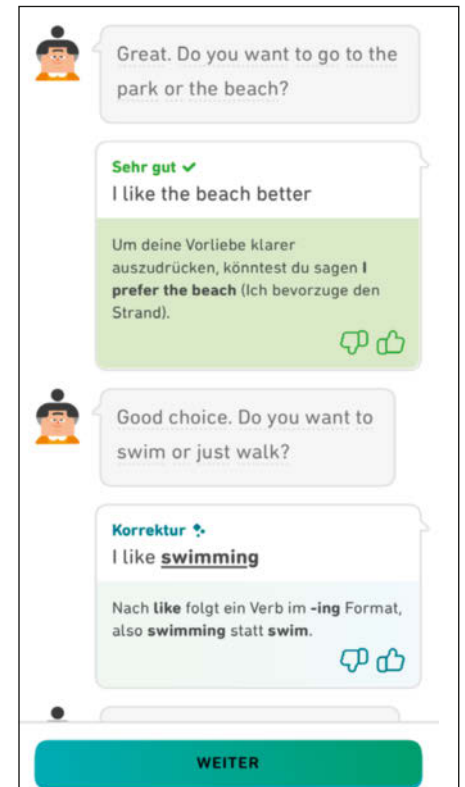 Great. Do you want to go to the
park or the beach?
Sehr gut ✔
I like the beach better
Um deine Vorliebe klarer
auszudrücken, könntest du sagen I
prefer the beach (Ich bevorzuge den
Strand).
Good choice. Do you want to
swim or just walk?
Korrektur
I like swimming
Nach like folgt ein Verb im -ing Format,
also swimming statt swim.
WEITER